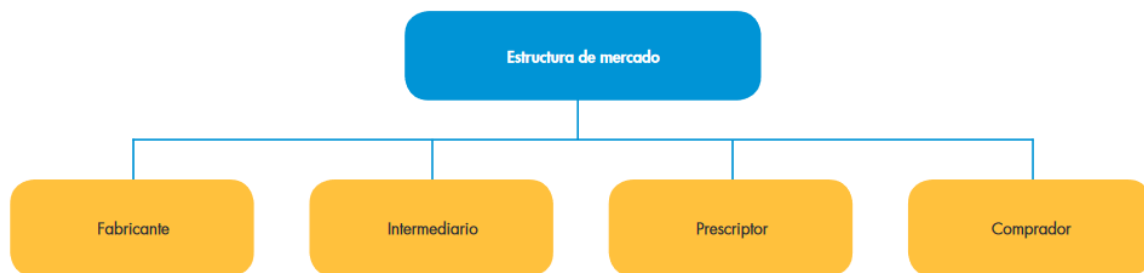 Estructura de mercado
Fabricante
Intermediario
Prescriptor
Comprador